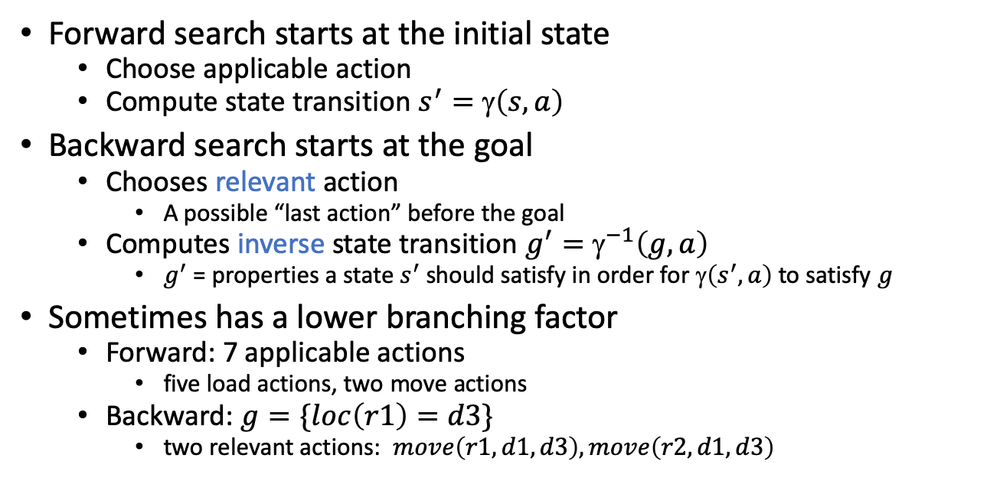 • Forward search starts at the initial state
• Choose applicable action
• Compute state transition s′ = γ(s, a)
• Backward search starts at the goal
• Chooses relevant action
• A possible “last action” before the goal
• Computes inverse state transition g′ = γ⁻¹(g, a)
• g′ = properties a state s′ should satisfy in order for γ(s′, a) to satisfy g
• Sometimes has a lower branching factor
• Forward: 7 applicable actions
• five load actions, two move actions
• Backward: g = {loc(r1) = d3}
• two relevant actions: move(r1, d1, d3), move(r2, d1, d3)